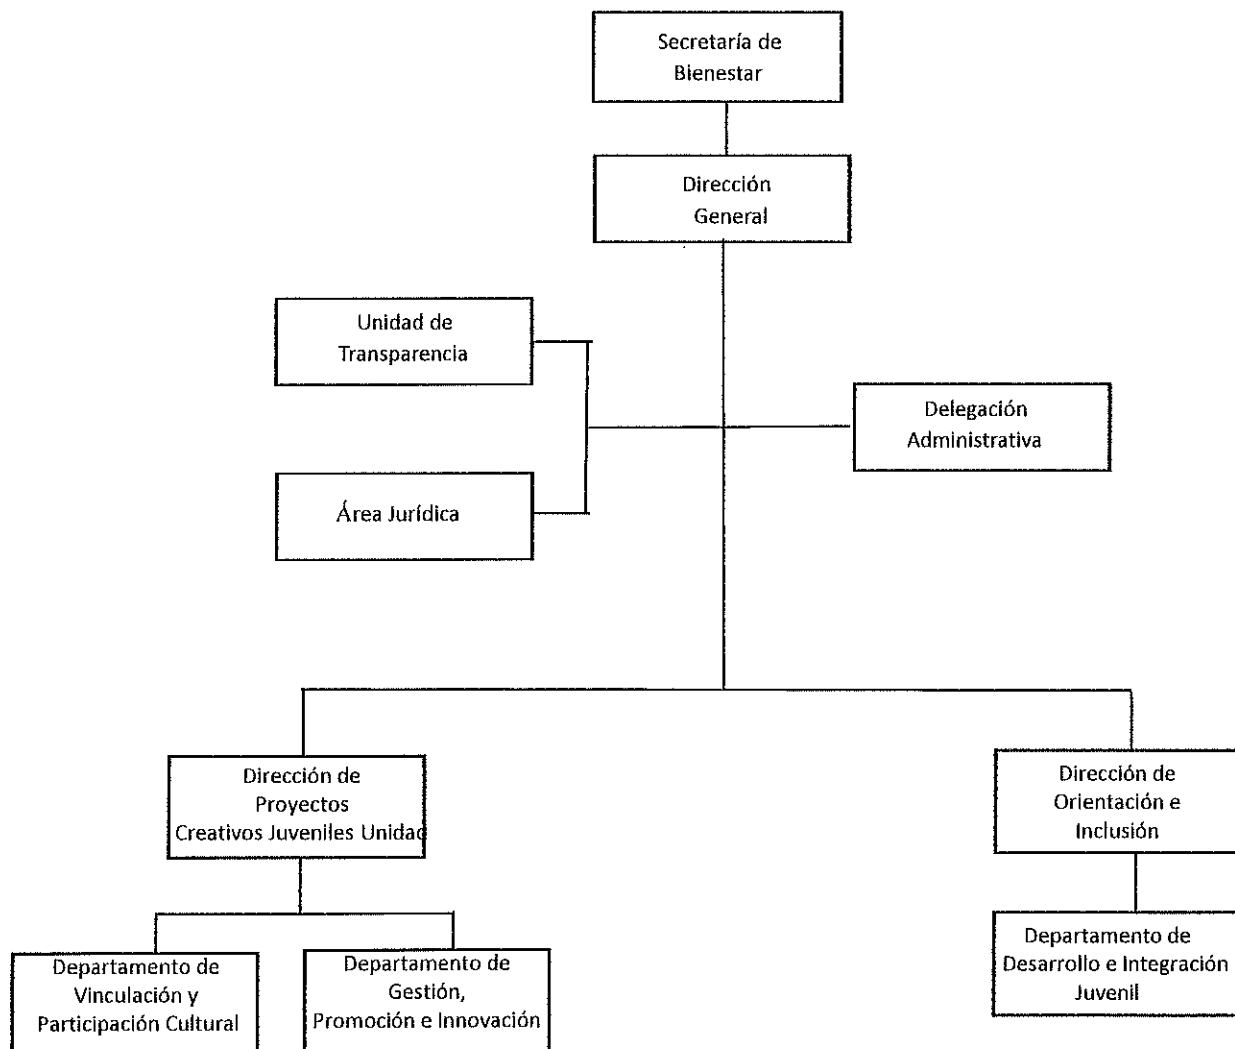 Secretaría de
Bienestar
Dirección
General
Unidad de
Transparencia
Delegación
Administrativa
Área Jurídica
Dirección de
Proyectos
Creativos Juveniles Unidad
Dirección de
Orientación e
Inclusión
Departamento de
Vinculación y
Participación Cultural
Departamento de
Gestión,
Promoción e Innovación
Departamento de
Desarrollo e Integración
Juvenil